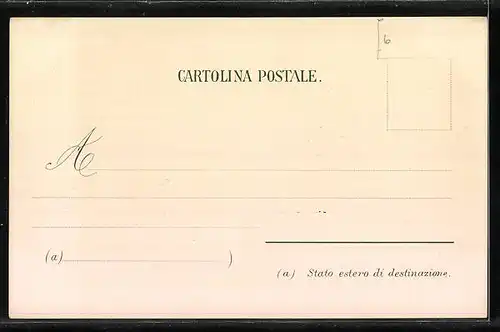 6
CARTOLINA POSTALE.
A
(a) )
(a) Stato estero di destinazione.